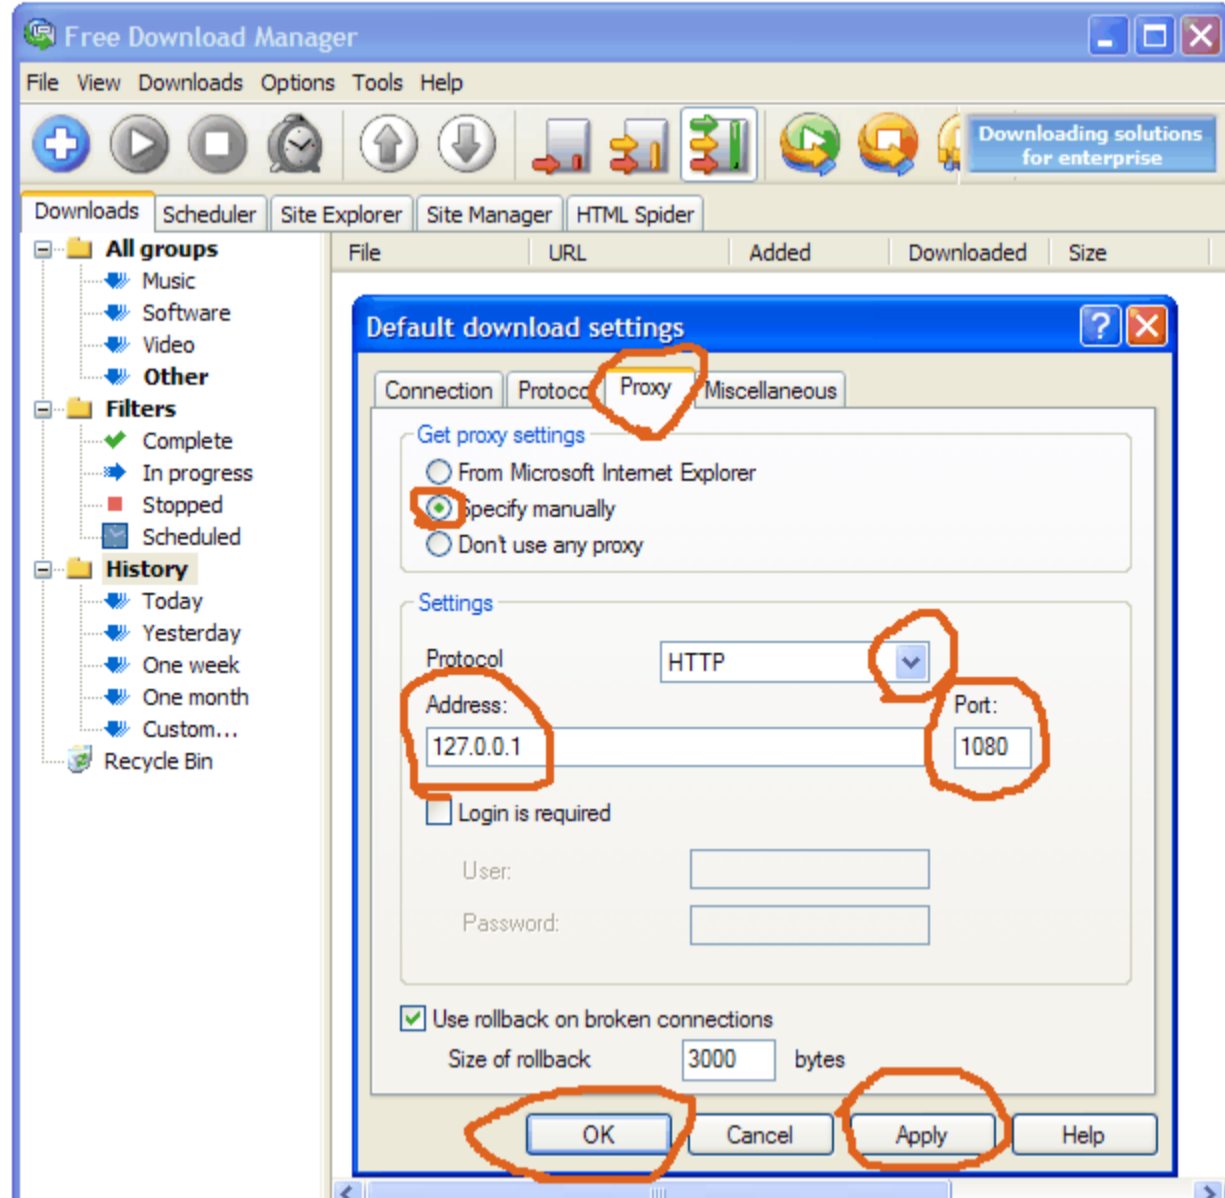 Free Download Manager
File View Downloads Options Tools Help
Downloading solutions
for enterprise
Downloads Scheduler Site Explorer Site Manager HTML Spider
All groups
Music
Software
Video
Other
Filters
Complete
In progress
Stopped
Scheduled
History
Today
Yesterday
One week
One month
Custom...
Recycle Bin
File URL Added Downloaded Size
Default download settings
Connection Protocol Proxy Miscellaneous
Get proxy settings
From Microsoft Internet Explorer
Specify manually
Don't use any proxy
Settings
Protocol HTTP
Address: Port:
127.0.0.1 1080
Login is required
User:
Password:
Use rollback on broken connections
Size of rollback 3000 bytes
OK Cancel Apply Help